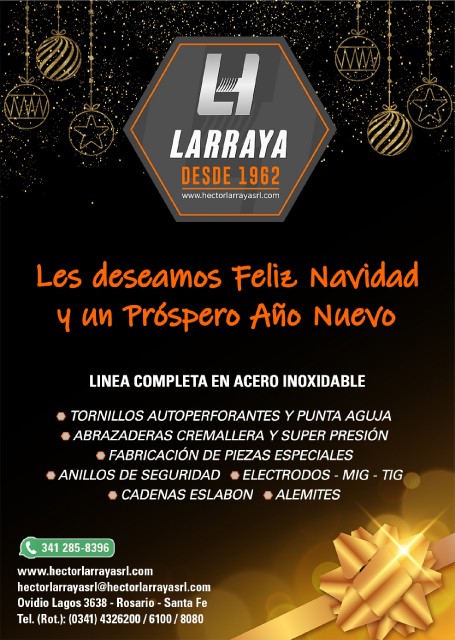 LH
LARRAYA
DESDE 1962
www.hectorlarrayasrl.com
Les deseamos Feliz Navidad
y un Próspero Año Nuevo
LINEA COMPLETA EN ACERO INOXIDABLE
TORNILLOS AUTOPERFORANTES Y PUNTA AGUJA
ABRAZADERAS CREMALLERA Y SUPER PRESIÓN
FABRICACIÓN DE PIEZAS ESPECIALES
ANILLOS DE SEGURIDAD ELECTRODOS - MIG - TIG
CADENAS ESLABON ALEMITES
341 285-8396
www.hectorlarrayasrl.com
hectorlarrayasrl@hectorlarrayasrl.com
Ovidio Lagos 3638 - Rosario - Santa Fe
Tel. (Rot.): (0341) 4326200 / 6100 / 8080